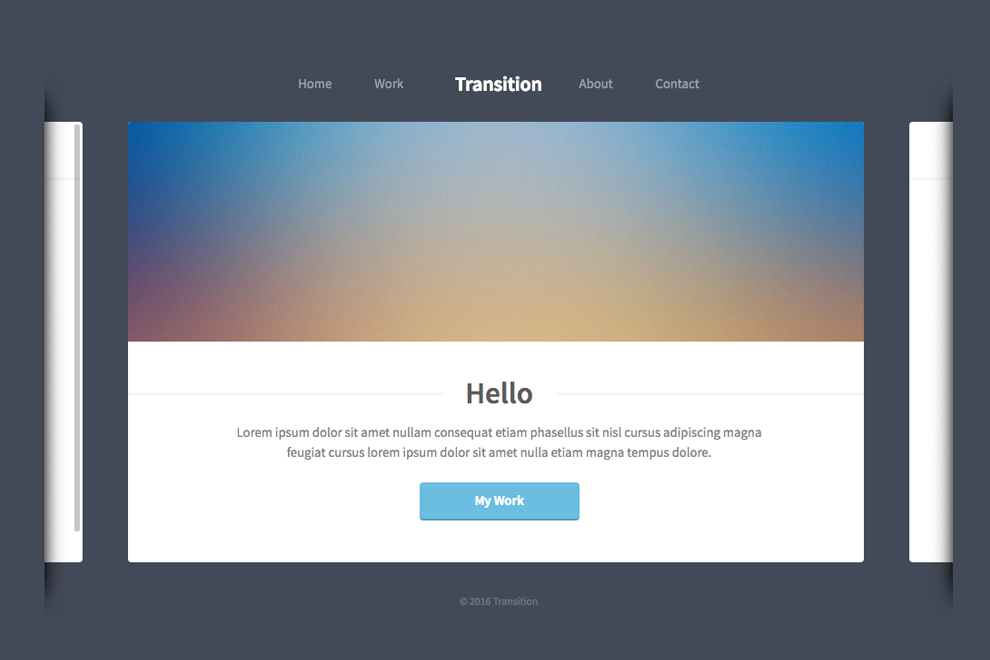 Home Work Transition About Contact
Hello
Lorem ipsum dolor sit amet nullam consequat etiam phasellus sit nisl cursus adipiscing magna
feugiat cursus lorem ipsum dolor sit amet nulla etiam magna tempus dolore.
My Work
© 2016 Transition